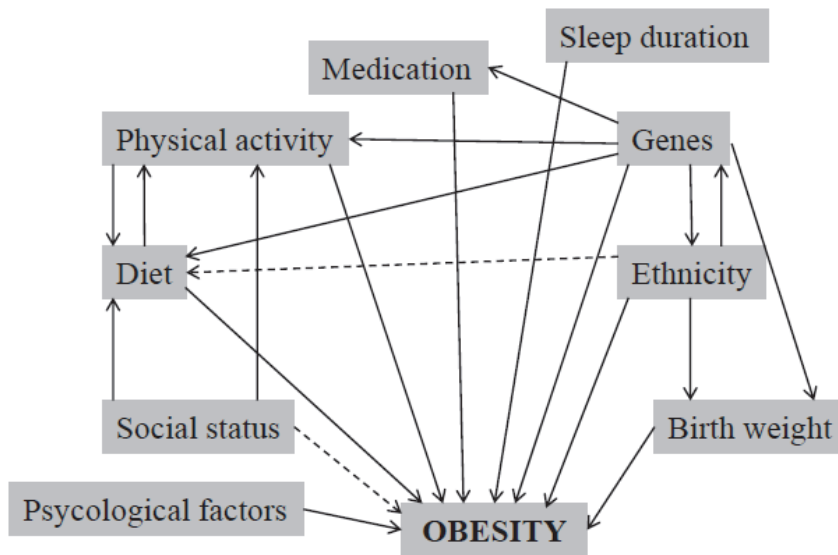 Sleep duration
Medication
Physical activity
Genes
Diet
Ethnicity
Social status
Birth weight
Psycological factors
OBESITY